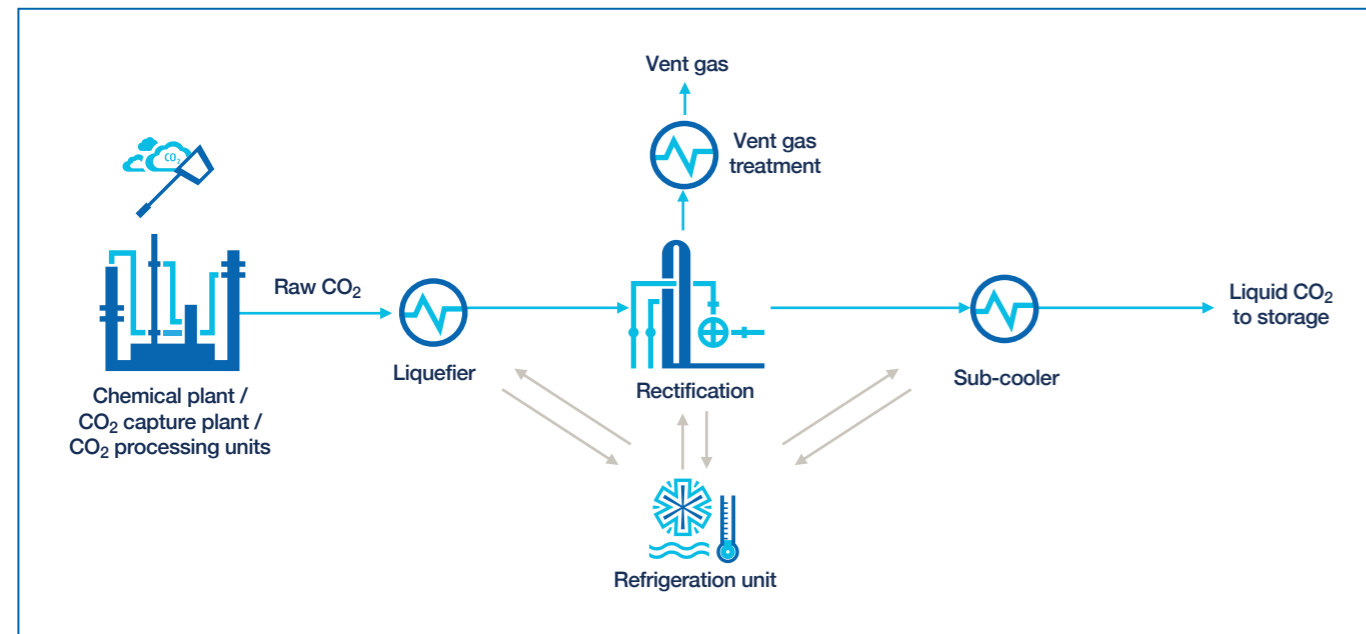 Vent gas
Vent gas
treatment
CO₂
Raw CO₂
Liquefier
Rectification
Sub-cooler
Liquid CO₂
to storage
Chemical plant /
CO₂ capture plant /
CO₂ processing units
Refrigeration unit